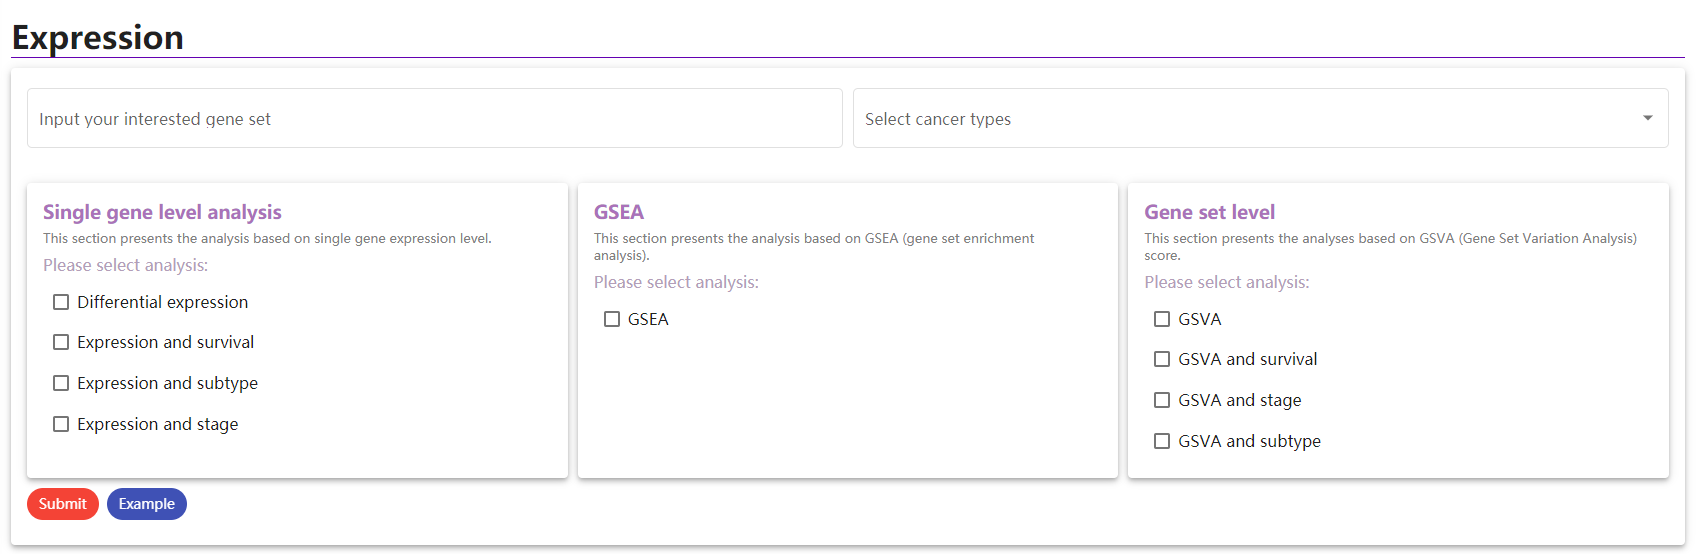 Expression
Input your interested gene set
Select cancer types
Single gene level analysis
This section presents the analysis based on single gene expression level.
Please select analysis:
Differential expression
Expression and survival
Expression and subtype
Expression and stage
GSEA
This section presents the analysis based on GSEA (gene set enrichment
analysis).
Please select analysis:
GSEA
Gene set level
This section presents the analyses based on GSVA (Gene Set Variation Analysis)
score.
Please select analysis:
GSVA
GSVA and survival
GSVA and stage
GSVA and subtype
Submit
Example